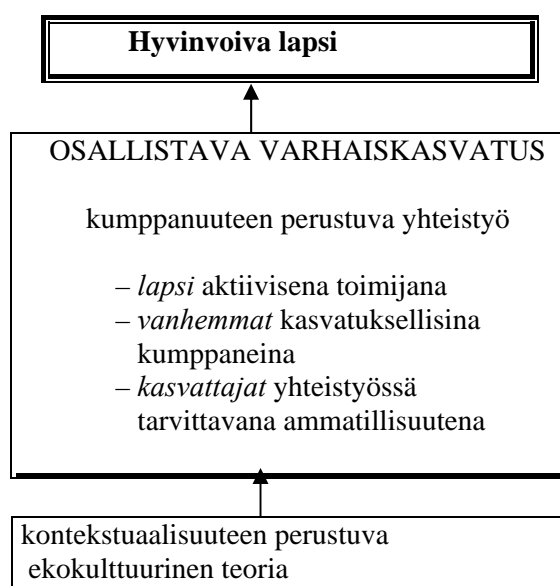 Hyvinvoiva lapsi
OSALLISTAVA VARHAISKASVATUS
kumppanuuteen perustuva yhteistyö
– lapsi aktiivisena toimijana
– vanhemmat kasvatuksellisina
kumppaneina
– kasvattajat yhteistyössä
tarvittavana ammatillisuutena
kontekstuaalisuuteen perustuva
ekokulttuurinen teoria